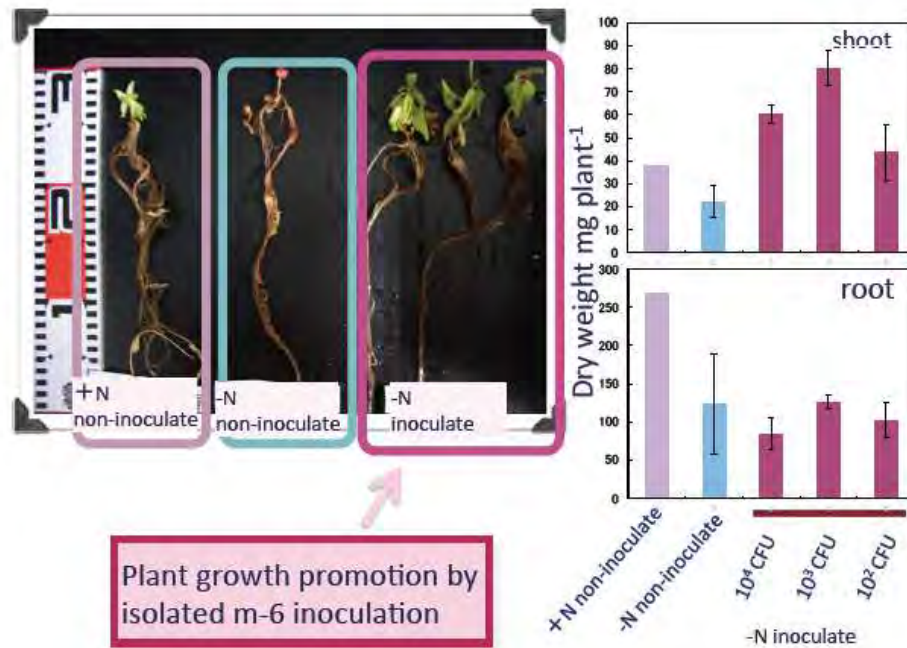 +N
non-inoculate
-N
non-inoculate
-N
inoculate
Plant growth promotion by
isolated m-6 inoculation
Dry weight mg plant⁻¹
shoot
100
90
80
70
60
50
40
30
20
10
0
root
300
250
200
150
100
50
0
+N non-inoculate
-N non-inoculate
10⁴ CFU
10³ CFU
10² CFU
-N inoculate